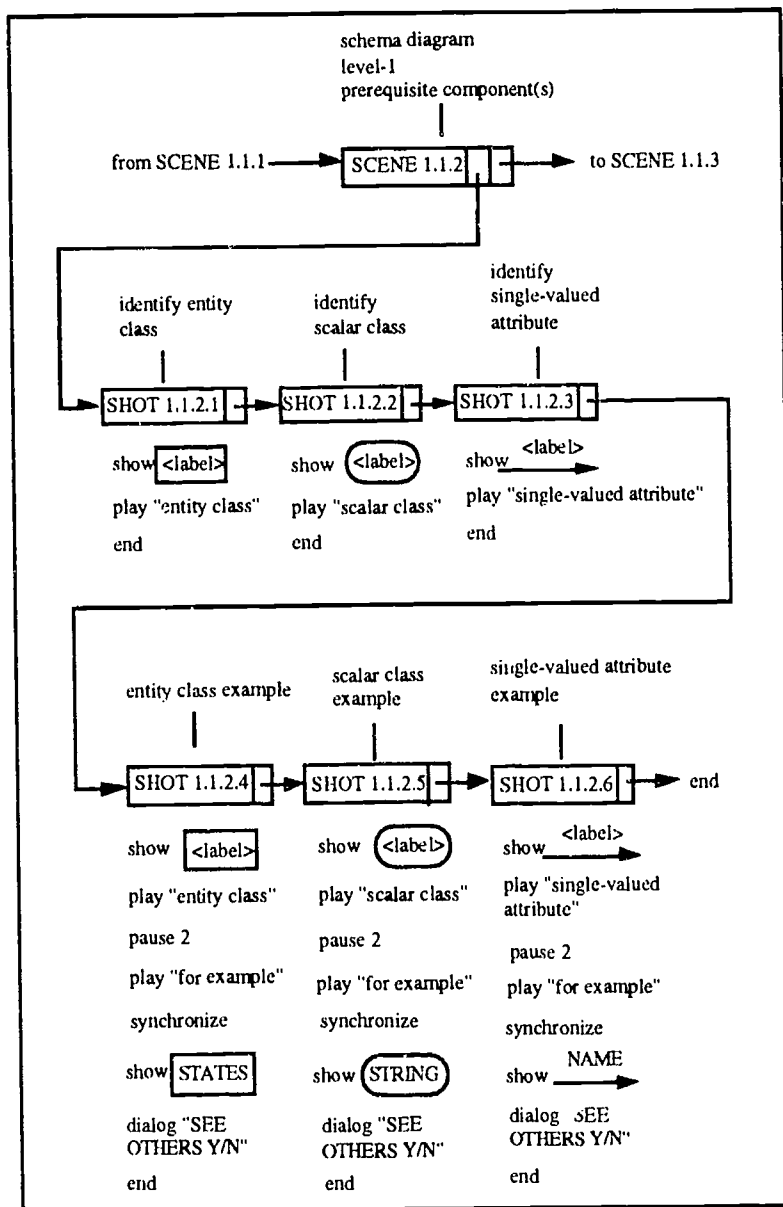 schema diagram
level-1
prerequisite component(s)
from SCENE 1.1.1 SCENE 1.1.2 to SCENE 1.1.3
identify entity
class
identify
scalar class
identify
single-valued
attribute
SHOT 1.1.2.1 SHOT 1.1.2.2 SHOT 1.1.2.3
show <label>
play "entity class"
end
show <label>
play "scalar class"
end
show <label>
play "single-valued attribute"
end
entity class example
scalar class
example
single-valued attribute
example
SHOT 1.1.2.4 SHOT 1.1.2.5 SHOT 1.1.2.6 end
show <label>
play "entity class"
pause 2
play "for example"
synchronize
show STATES
dialog "SEE
OTHERS Y/N"
end
show <label>
play "scalar class"
pause 2
play "for example"
synchronize
show STRING
dialog "SEE
OTHERS Y/N"
end
show <label>
play "single-valued
attribute"
pause 2
play "for example"
synchronize
show NAME
dialog "SEE
OTHERS Y/N"
end